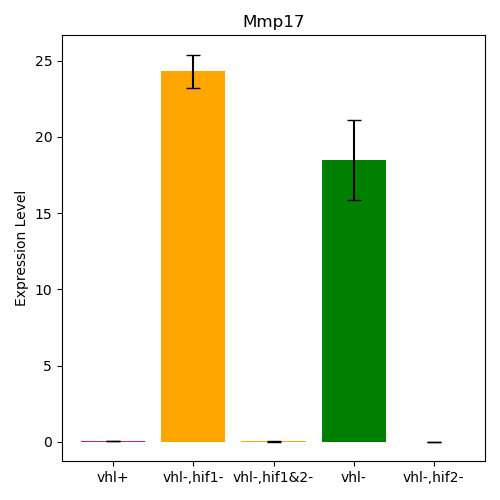 Mmp17
Expression Level
25
20
15
10
5
0
vhl+
vhl-,hif1-
vhl-,hif1&2-
vhl-
vhl-,hif2-